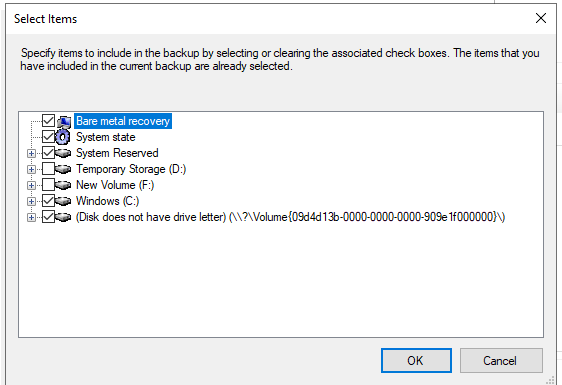 Select Items
Specify items to include in the backup by selecting or clearing the associated check boxes. The items that you
have included in the current backup are already selected.
Bare metal recovery
System state
System Reserved
Temporary Storage (D:)
New Volume (F:)
Windows (C:)
(Disk does not have drive letter) (\\?\Volume{09d4d13b-0000-0000-0000-909e1f000000}\)
OK
Cancel